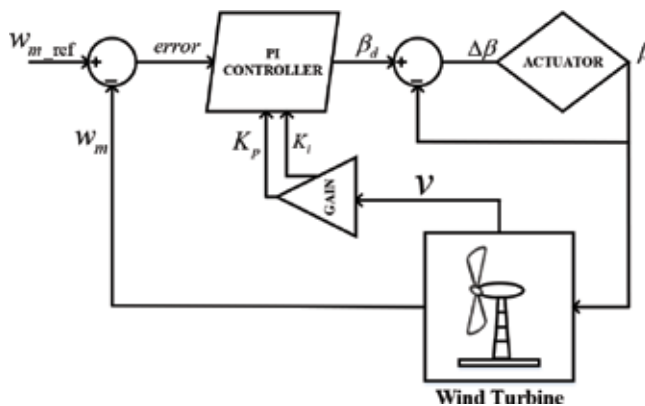 w_m_ref
+
−
error
PI
CONTROLLER
β_d
+
−
Δβ
ACTUATOR
β
w_m
K_p
K_i
GAIN
v
Wind Turbine